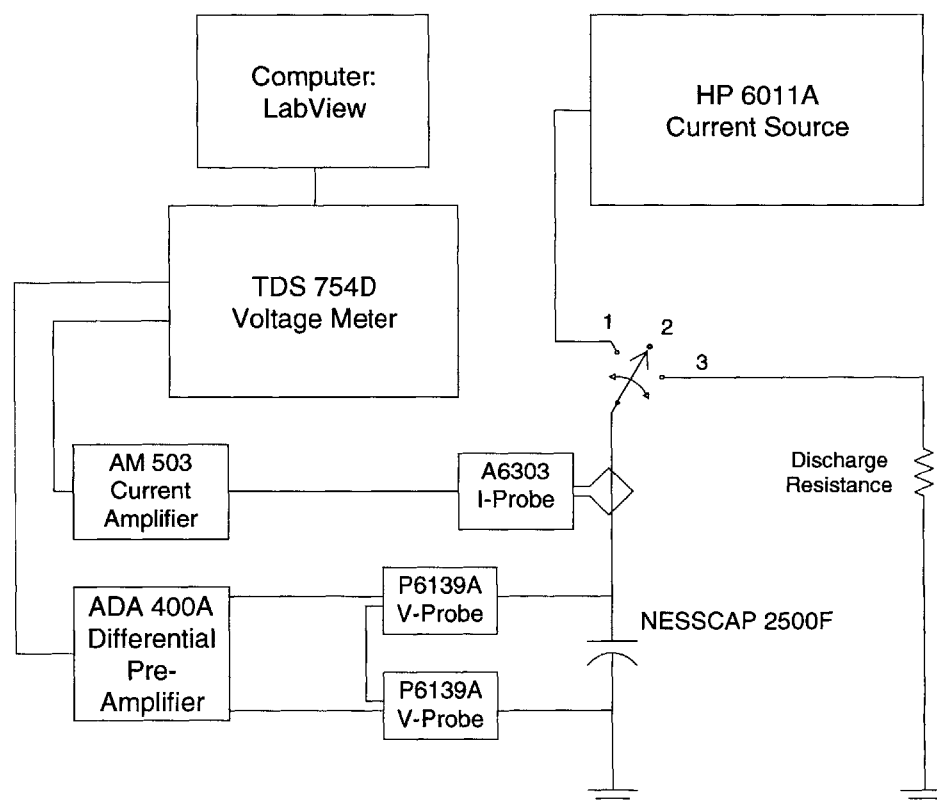 Computer:
LabView
HP 6011A
Current Source
TDS 754D
Voltage Meter
1
2
3
AM 503
Current
Amplifier
A6303
I-Probe
Discharge
Resistance
ADA 400A
Differential
Pre-
Amplifier
P6139A
V-Probe
NESSCAP 2500F
P6139A
V-Probe